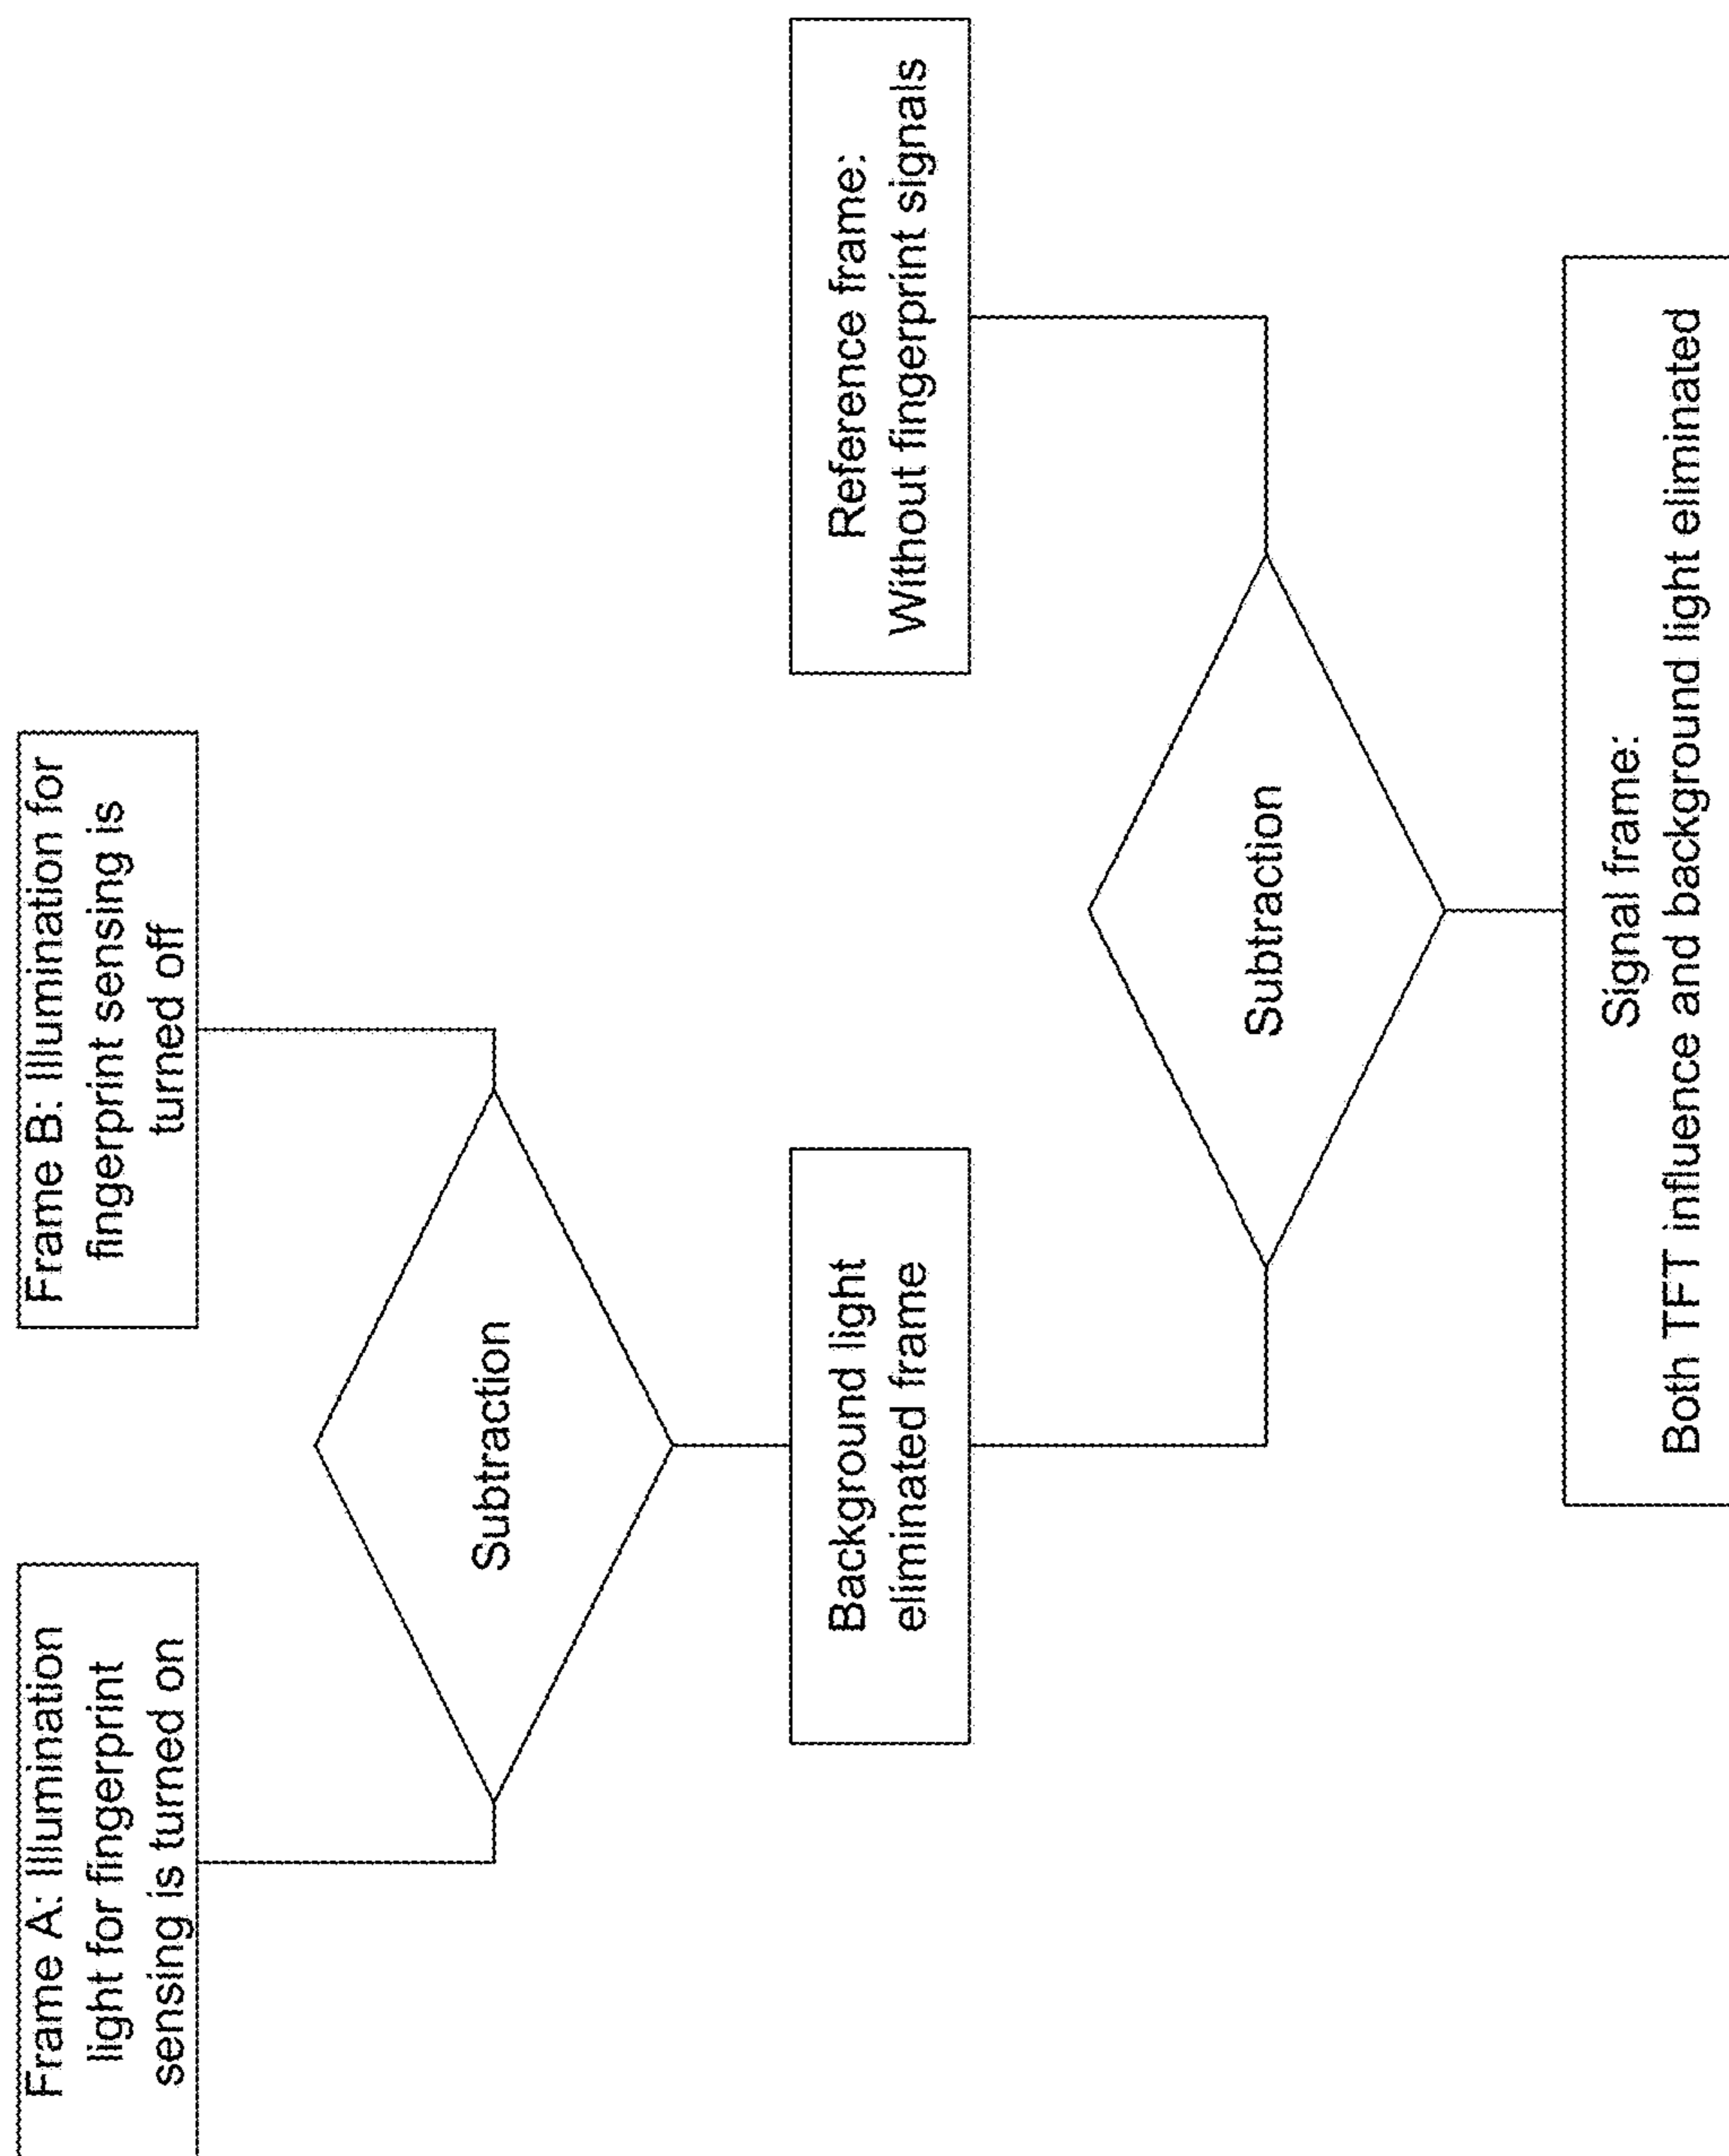 Frame A: Illumination
light for fingerprint
sensing is turned on
Frame B: Illumination for
fingerprint sensing is
turned off
Subtraction
Background light
eliminated frame
Reference frame:
Without fingerprint signals
Subtraction
Signal frame:
Both TFT influence and background light eliminated